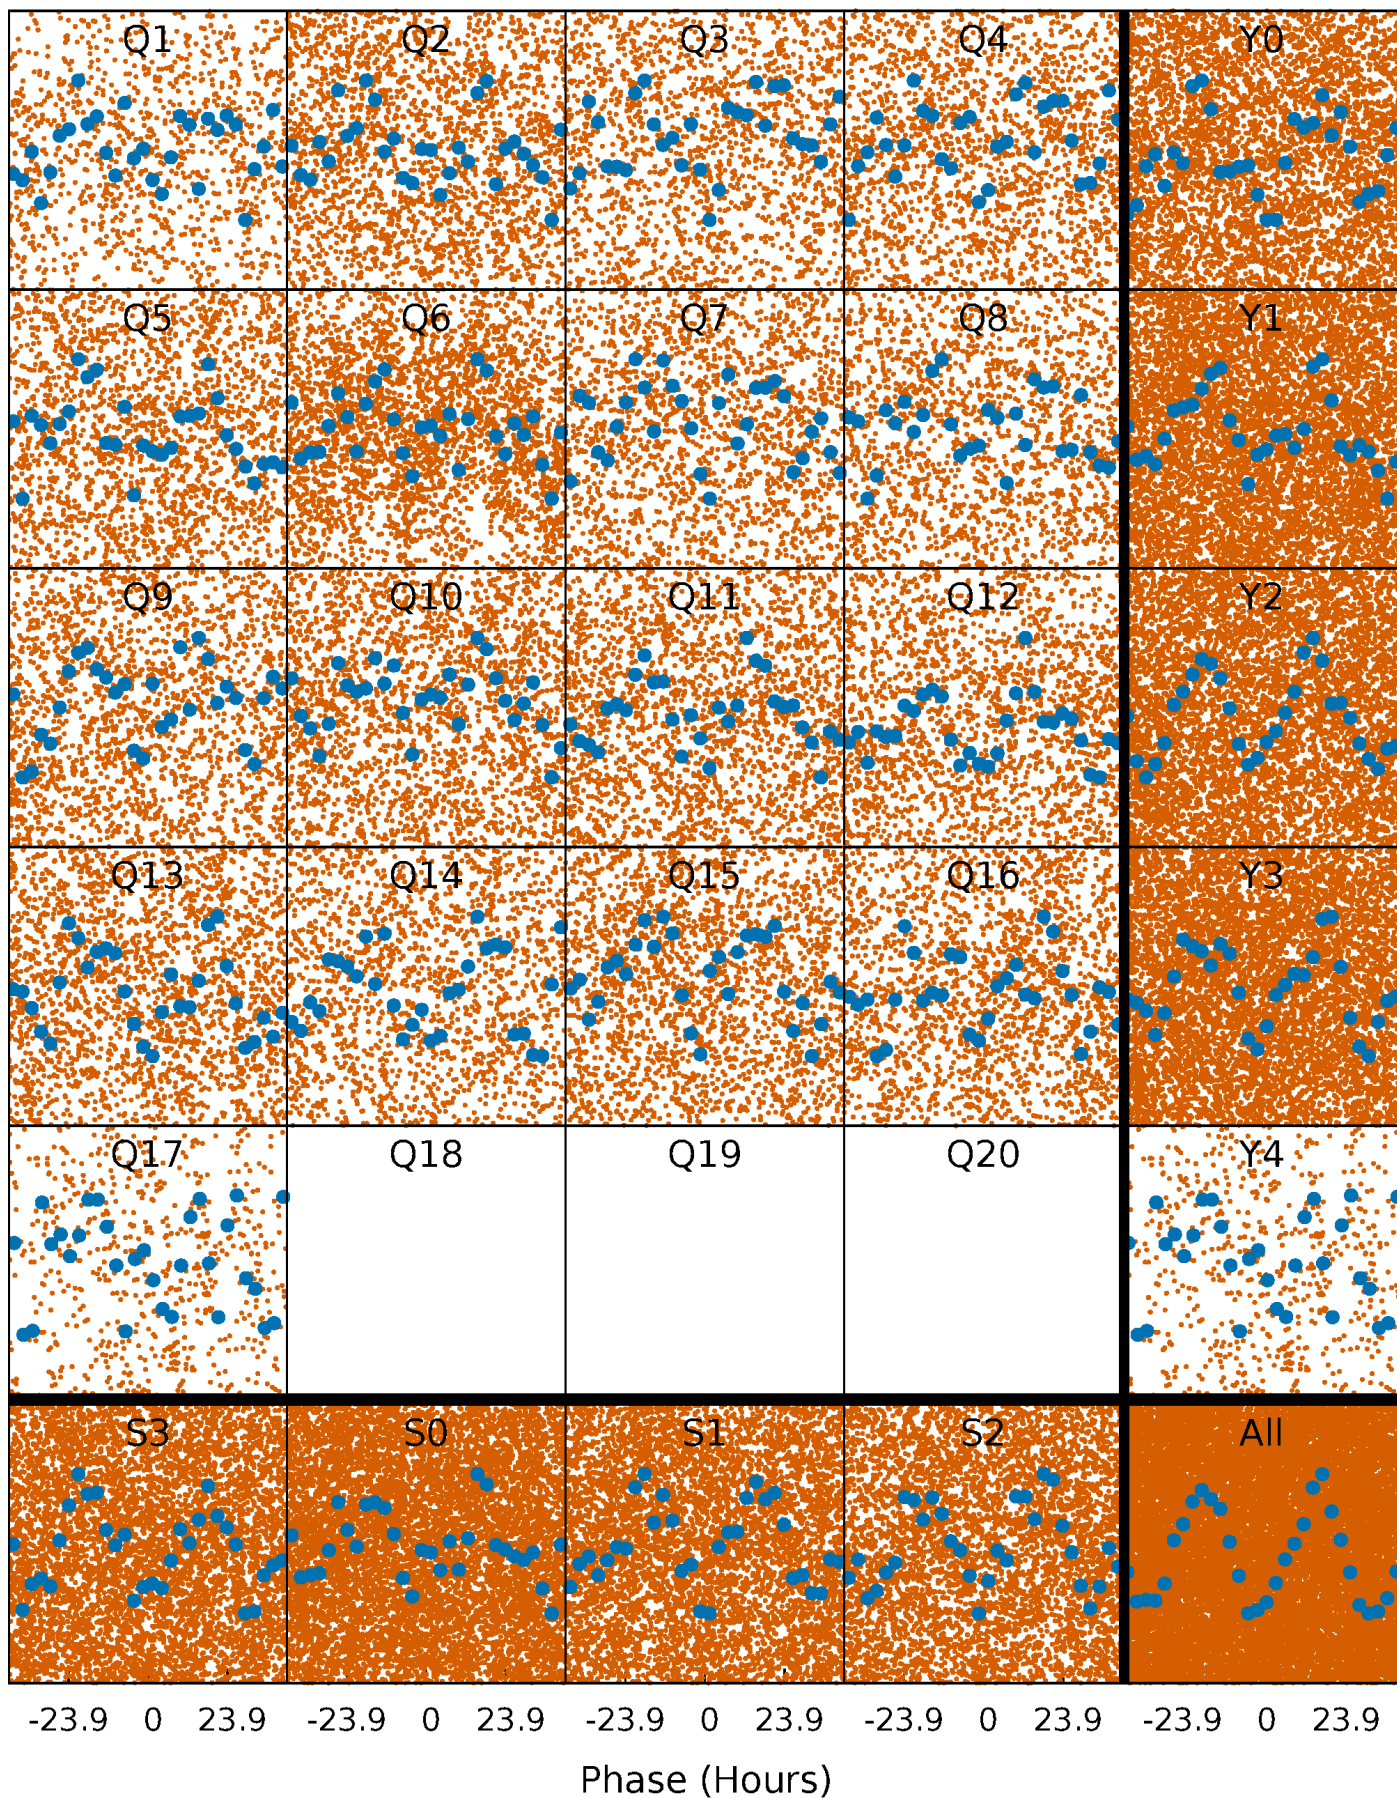 Q1 Q2 Q3 Q4 Y0
Q5 Q6 Q7 Q8 Y1
Q9 Q10 Q11 Q12 Y2
Q13 Q14 Q15 Q16 Y3
Q17 Q18 Q19 Q20 Y4
S3 S0 S1 S2 All
-23.9 0 23.9 -23.9 0 23.9 -23.9 0 23.9 -23.9 0 23.9 -23.9 0 23.9
Phase (Hours)